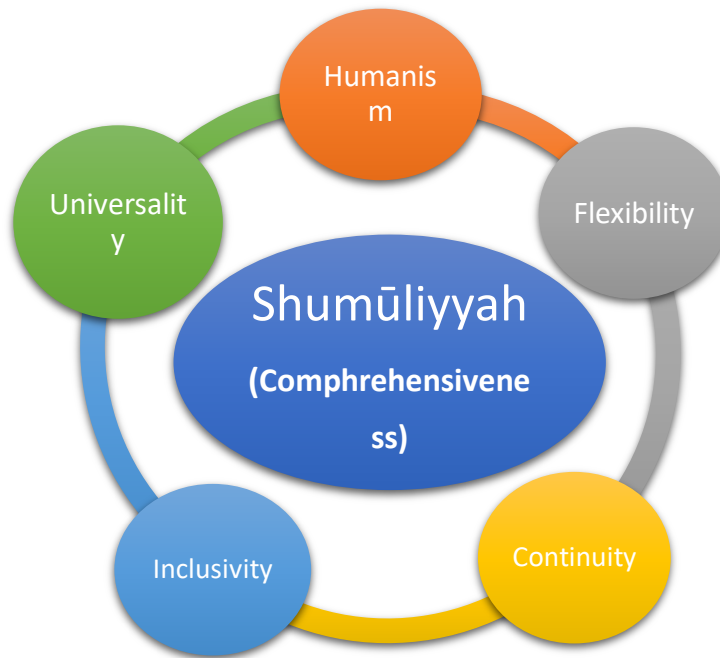 Humanis
m
Universalit
y
Flexibility
Shumūliyyah
(Comphrehensivene
ss)
Inclusivity
Continuity